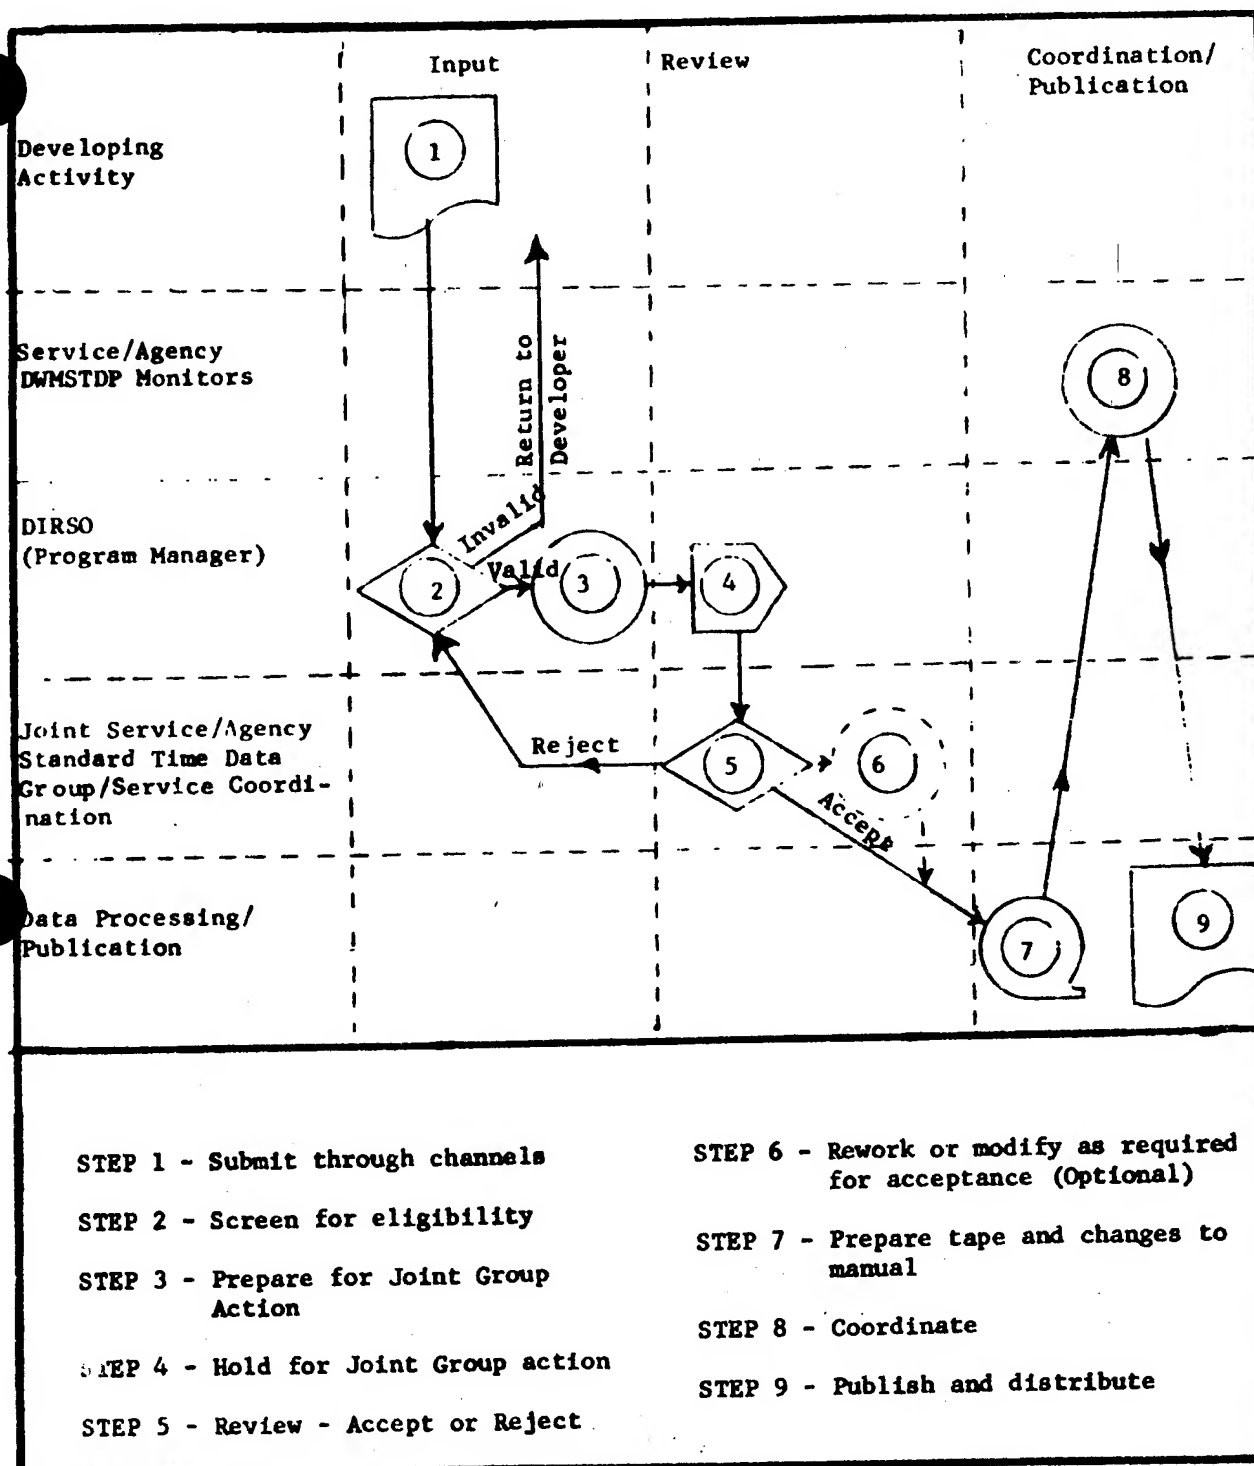 Input
Review
Coordination/
Publication
Developing
Activity
1
Service/Agency
DWMSTDP Monitors
Return to
Developer
8
DIRSO
(Program Manager)
Invalid
Valid
2
3
4
Joint Service/Agency
Standard Time Data
Group/Service Coordi-
nation
Reject
5
6
Accept
Data Processing/
Publication
7
9
STEP 1 - Submit through channels
STEP 2 - Screen for eligibility
STEP 3 - Prepare for Joint Group
Action
STEP 4 - Hold for Joint Group action
STEP 5 - Review - Accept or Reject
STEP 6 - Rework or modify as required
for acceptance (Optional)
STEP 7 - Prepare tape and changes to
manual
STEP 8 - Coordinate
STEP 9 - Publish and distribute